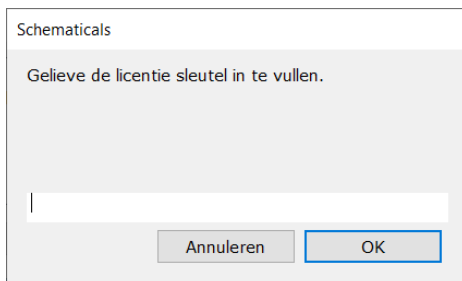 Schematicals
Gelieve de licentie sleutel in te vullen.
Annuleren
OK